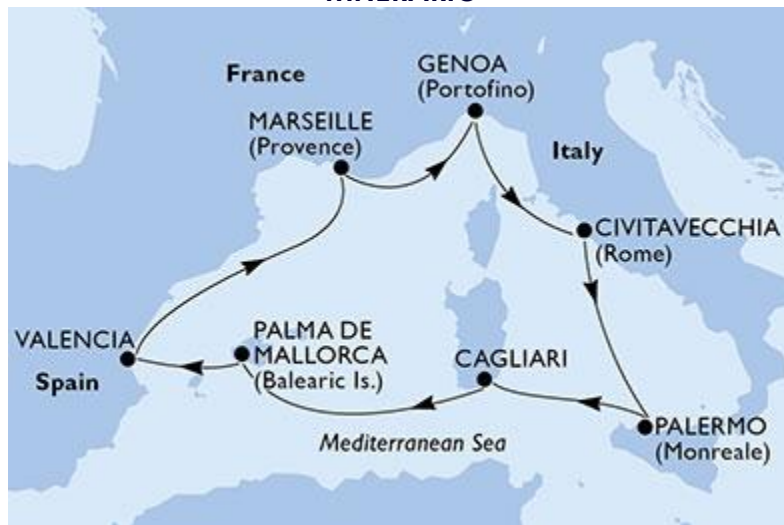 France
GENOA
(Portofino)
MARSEILLE
(Provence)
Italy
CIVITAVECCHIA
(Rome)
VALENCIA
Spain
PALMA DE
MALLORCA
(Balearic Is.)
CAGLIARI
PALERMO
(Monreale)
Mediterranean Sea